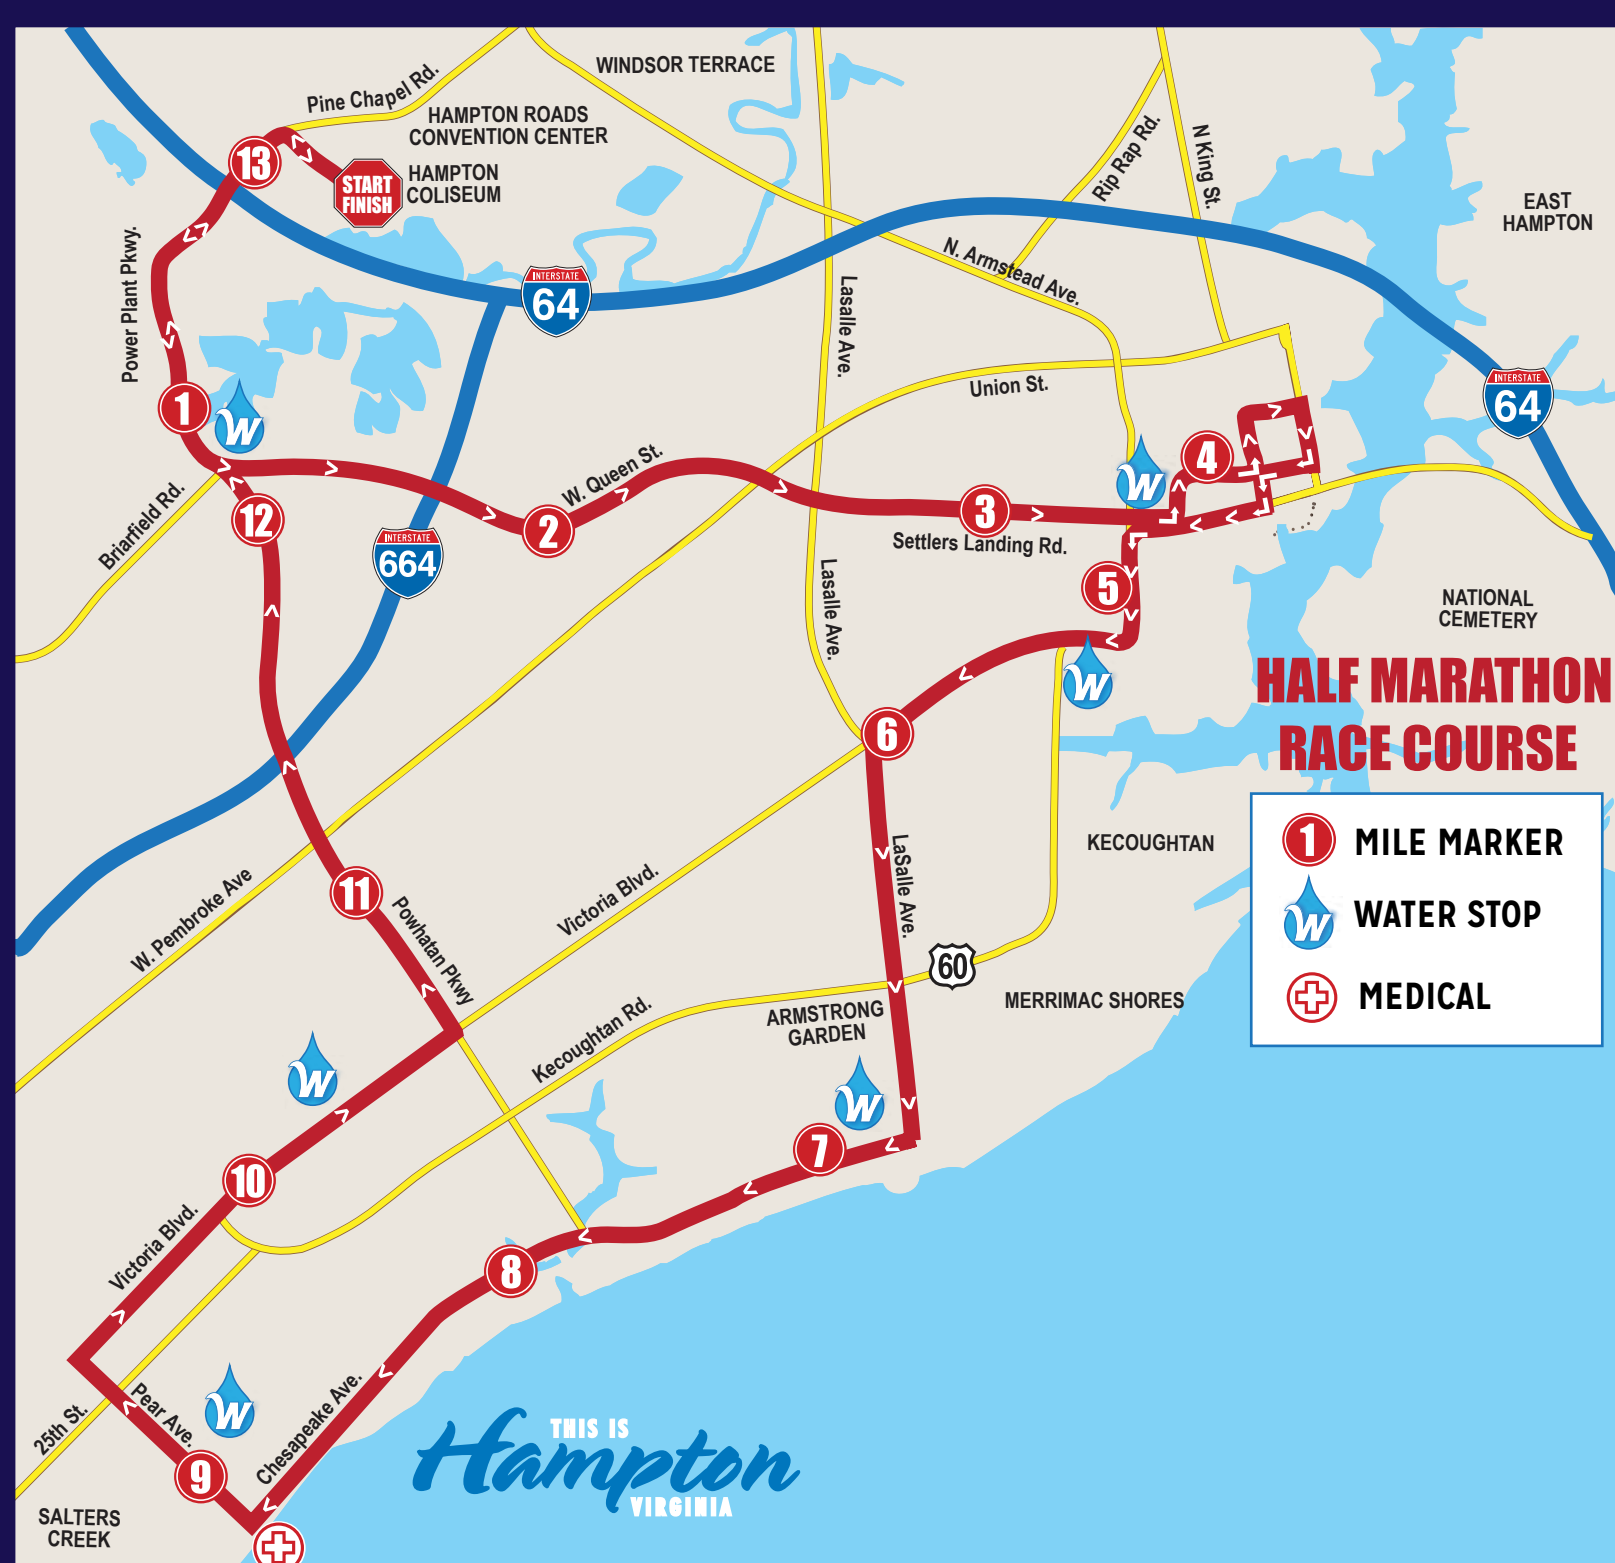 Pine Chapel Rd.
WINDSOR TERRACE
HAMPTON ROADS
CONVENTION CENTER
HAMPTON
COLISEUM
START
FINISH
13
Power Plant Pkwy.
Rip Rap Rd.
N King St.
EAST
HAMPTON
N. Armstead Ave.
INTERSTATE
64
Lasalle Ave.
Union St.
INTERSTATE
64
1
W
W. Queen St.
4
W
Briarfield Rd.
12
2
3
Settlers Landing Rd.
INTERSTATE
664
Lasalle Ave.
5
NATIONAL
CEMETERY
W
6
HALF MARATHON
RACE COURSE
1 MILE MARKER
W WATER STOP
MEDICAL
KECOUGHTAN
LaSalle Ave.
Victoria Blvd.
W. Pembroke Ave
11
Powhatan Pkwy
60
MERRIMAC SHORES
ARMSTRONG
GARDEN
Kecoughtan Rd.
W
W
7
10
Victoria Blvd.
8
25th St.
Pear Ave.
W
Chesapeake Ave.
9
SALTERS
CREEK
THIS IS
Hampton
VIRGINIA